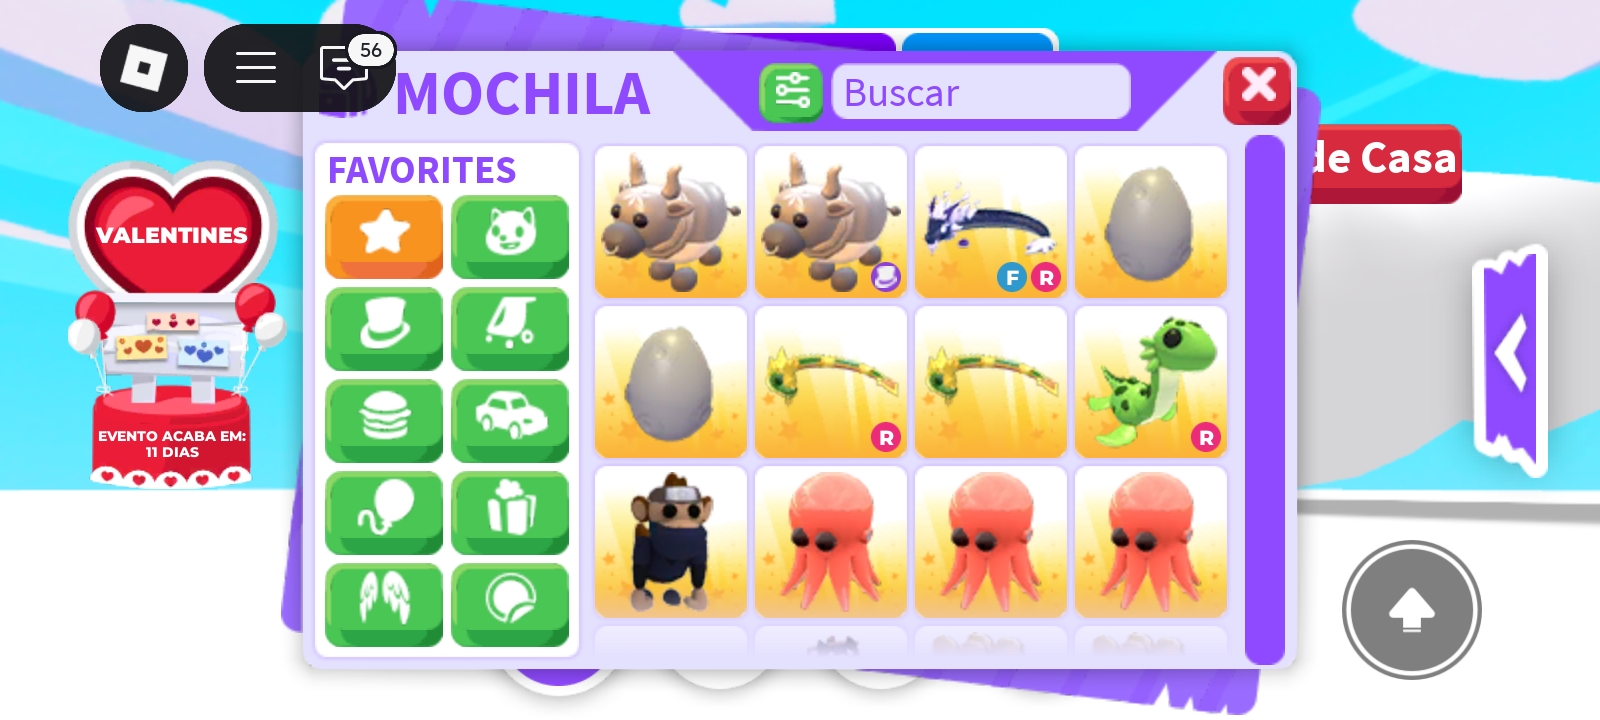 56
MOCHILA
Buscar
de Casa
FAVORITES
VALENTINES
F R
R
R
EVENTO ACABA EM:
11 DIAS